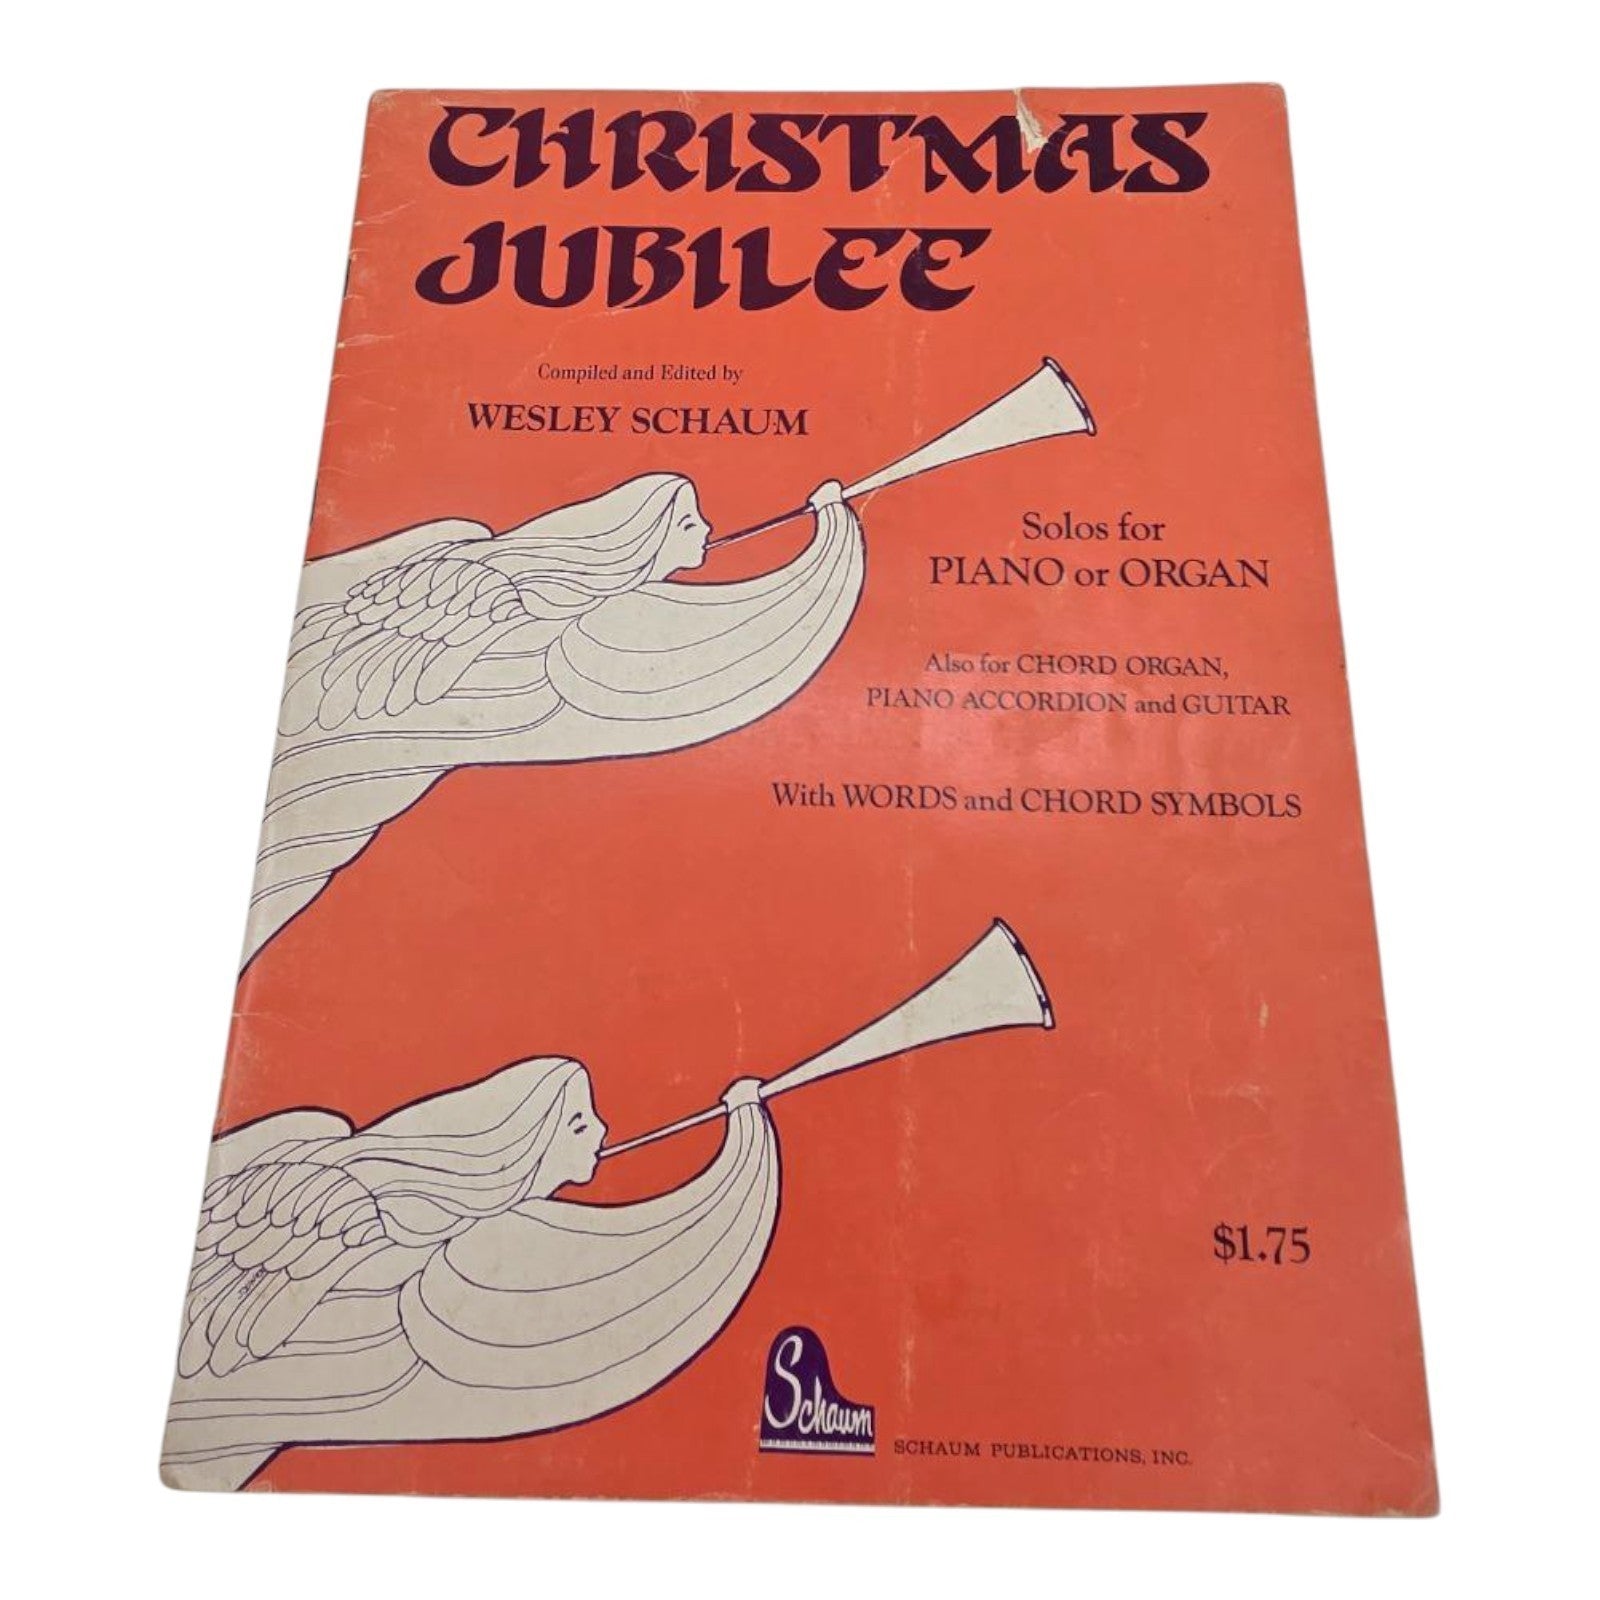 CHRISTMAS
JUBILEE
Compiled and Edited by
WESLEY SCHAUM
Solos for
PIANO or ORGAN
Also for CHORD ORGAN,
PIANO ACCORDION and GUITAR
With WORDS and CHORD SYMBOLS
$1.75
Schaum
SCHAUM PUBLICATIONS, INC.